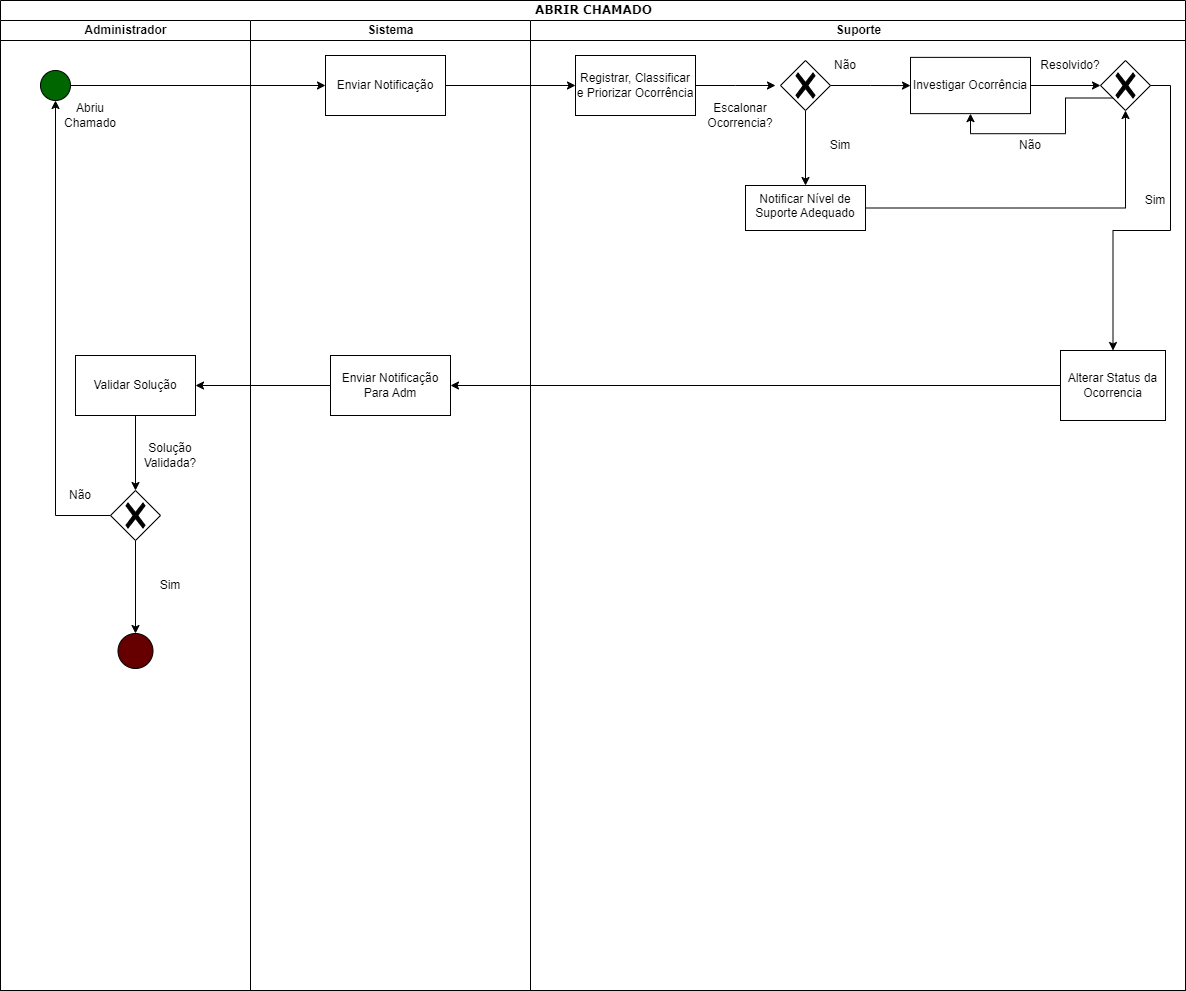 ABRIR CHAMADO
Administrador
Sistema
Suporte
Abriu
Chamado
Enviar Notificação
Registrar, Classificar
e Priorizar Ocorrência
Escalonar
Ocorrencia?
Não
Investigar Ocorrência
Resolvido?
Não
Sim
Sim
Notificar Nível de
Suporte Adequado
Validar Solução
Enviar Notificação
Para Adm
Alterar Status da
Ocorrencia
Solução
Validada?
Não
Sim